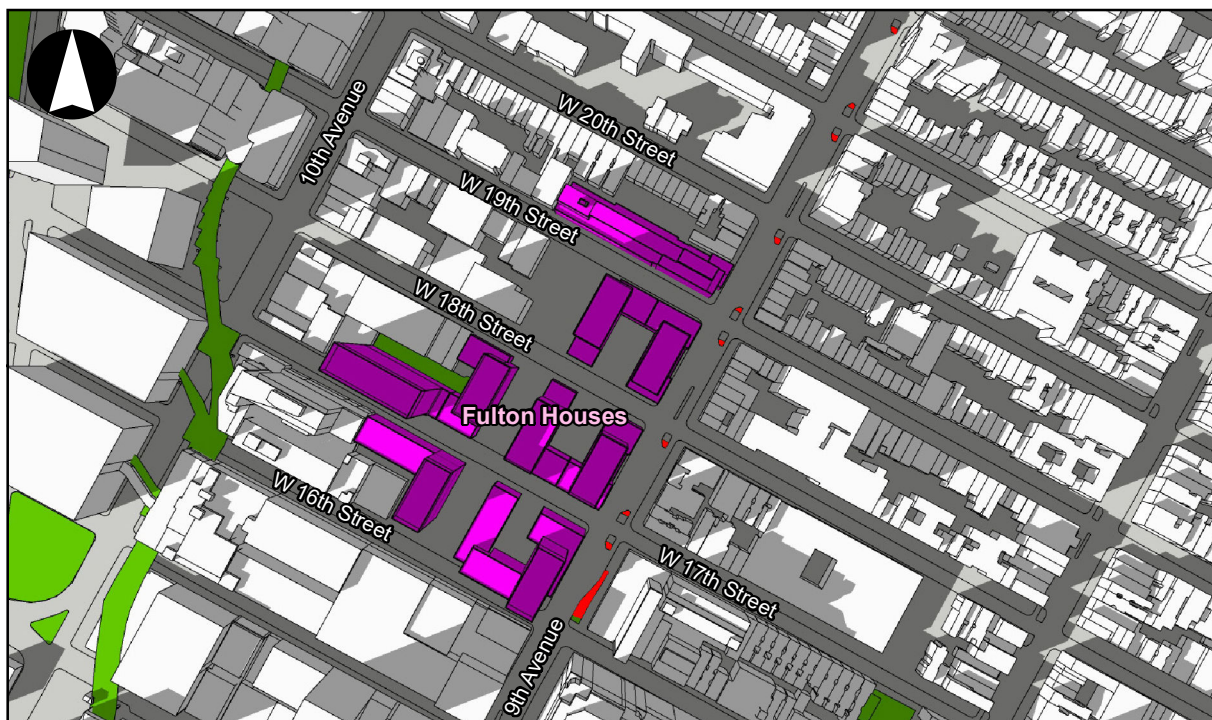 W 20th Street
10th Avenue
W 19th Street
W 18th Street
Fulton Houses
W 16th Street
W 17th Street
9th Avenue